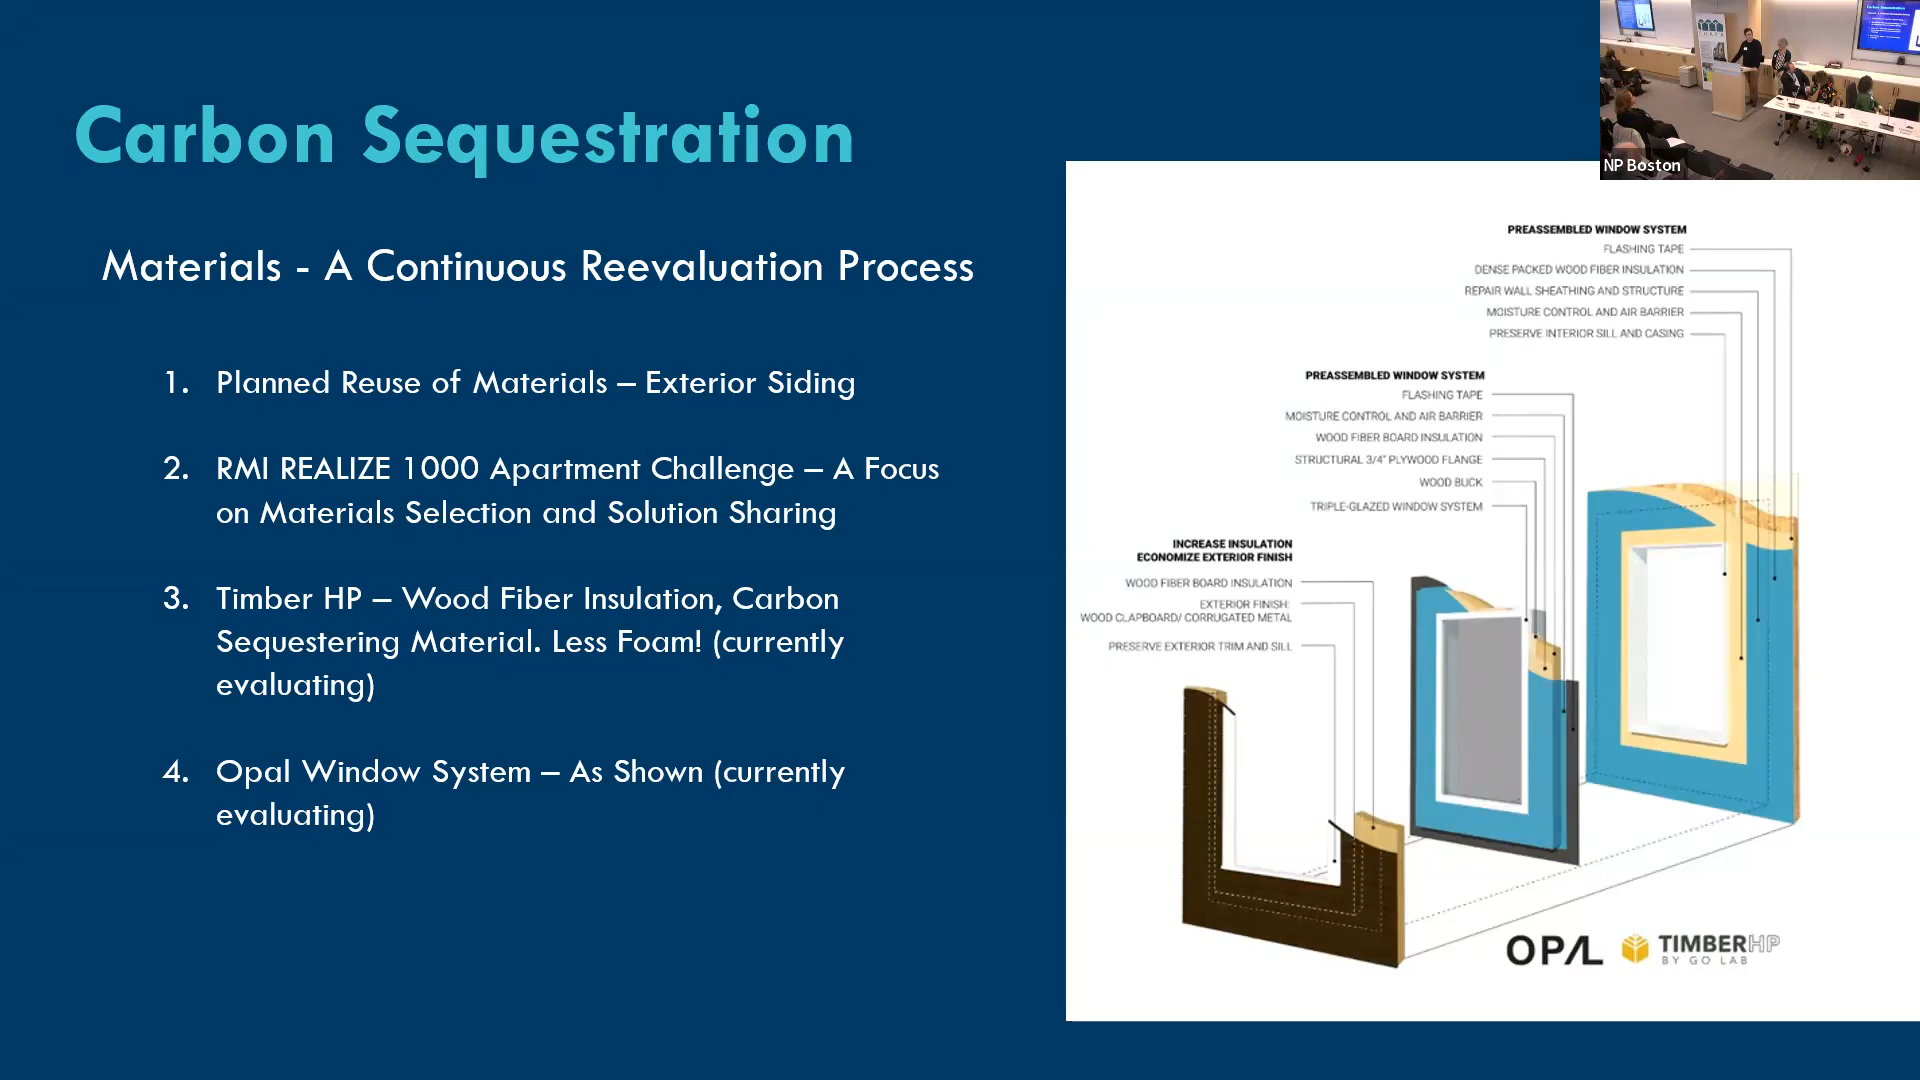 Carbon Sequestration
Materials - A Continuous Reevaluation Process
1. Planned Reuse of Materials – Exterior Siding
2. RMI REALIZE 1000 Apartment Challenge – A Focus
on Materials Selection and Solution Sharing
3. Timber HP – Wood Fiber Insulation, Carbon
Sequestering Material. Less Foam! (currently
evaluating)
4. Opal Window System – As Shown (currently
evaluating)
NP Boston
PREASSEMBLED WINDOW SYSTEM
FLASHING TAPE
DENSE PACKED WOOD FIBER INSULATION
REPAIR WALL SHEATHING AND STRUCTURE
MOISTURE CONTROL AND AIR BARRIER
PRESERVE INTERIOR SILL AND CASING
PREASSEMBLED WINDOW SYSTEM
FLASHING TAPE
MOISTURE CONTROL AND AIR BARRIER
WOOD FIBER BOARD INSULATION
STRUCTURAL 3/4" PLYWOOD FLANGE
WOOD BUCK
TRIPLE-GLAZED WINDOW SYSTEM
INCREASE INSULATION
ECONOMIZE EXTERIOR FINISH
WOOD FIBER BOARD INSULATION
EXTERIOR FINISH:
WOOD CLAPBOARD/ CORRUGATED METAL
PRESERVE EXTERIOR TRIM AND SILL
OPAL
TIMBERHP
BY GO LAB